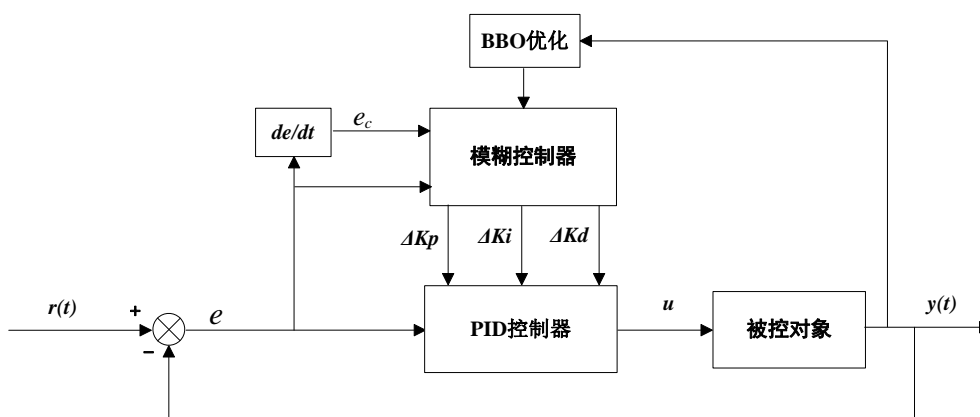 BBO优化
de/dt
e_c
模糊控制器
ΔKp
ΔKi
ΔKd
r(t)
+
−
e
PID控制器
u
被控对象
y(t)